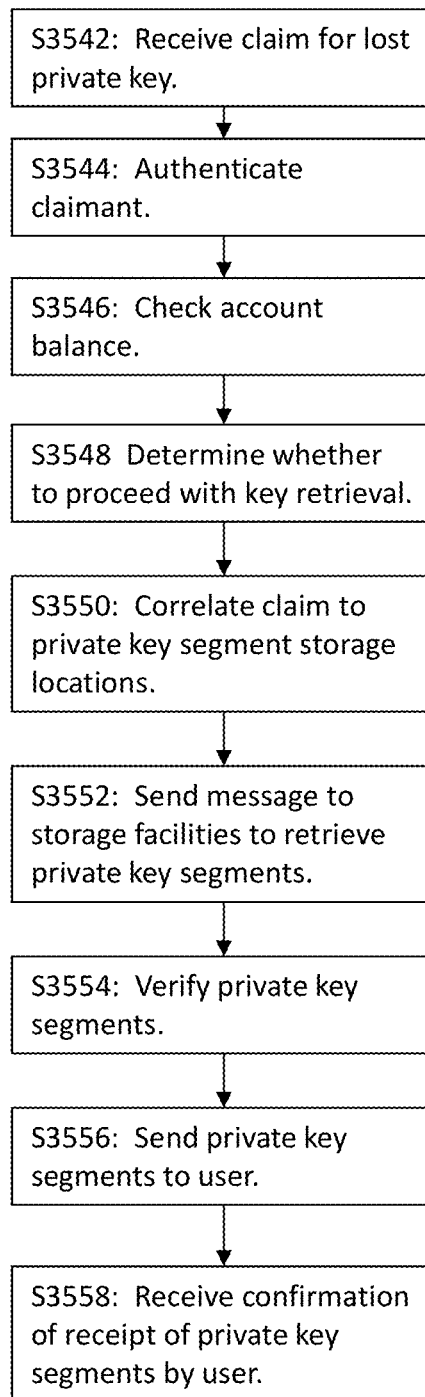 S3542: Receive claim for lost
private key.
S3544: Authenticate
claimant.
S3546: Check account
balance.
S3548 Determine whether
to proceed with key retrieval.
S3550: Correlate claim to
private key segment storage
locations.
S3552: Send message to
storage facilities to retrieve
private key segments.
S3554: Verify private key
segments.
S3556: Send private key
segments to user.
S3558: Receive confirmation
of receipt of private key
segments by user.